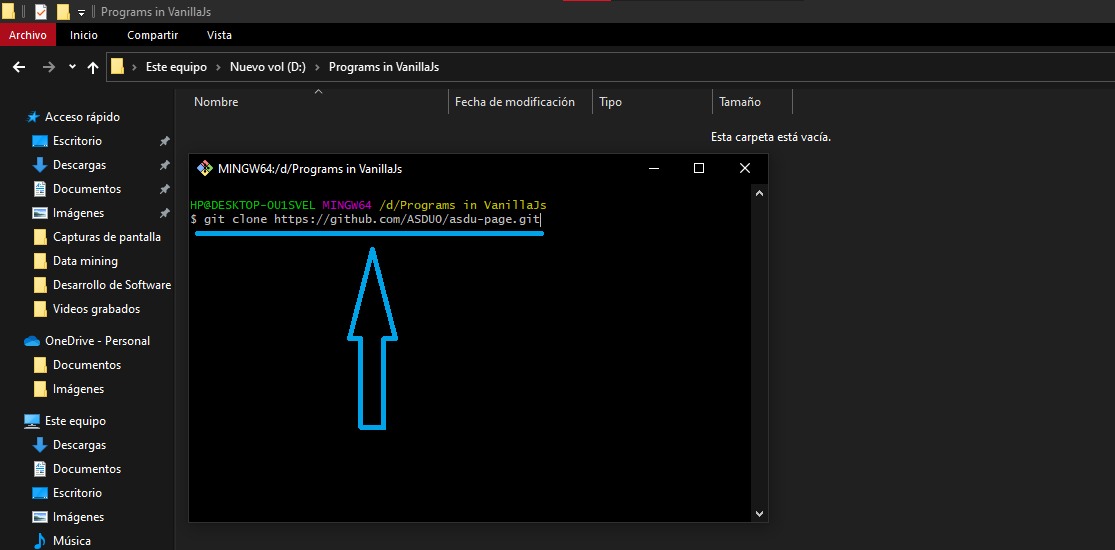 Programs in VanillaJs
Archivo Inicio Compartir Vista
Este equipo Nuevo vol (D:) Programs in VanillaJs
Nombre Fecha de modificación Tipo Tamaño
Esta carpeta está vacía.
Acceso rápido
Escritorio
Descargas
Documentos
Imágenes
Capturas de pantalla
Data mining
Desarrollo de Software
Videos grabados
OneDrive - Personal
Documentos
Imágenes
Este equipo
Descargas
Documentos
Escritorio
Imágenes
Música
MINGW64:/d/Programs in VanillaJs
HP@DESKTOP-OU1SVEL MINGW64 /d/Programs in VanillaJs
$ git clone https://github.com/ASDUO/asdu-page.git